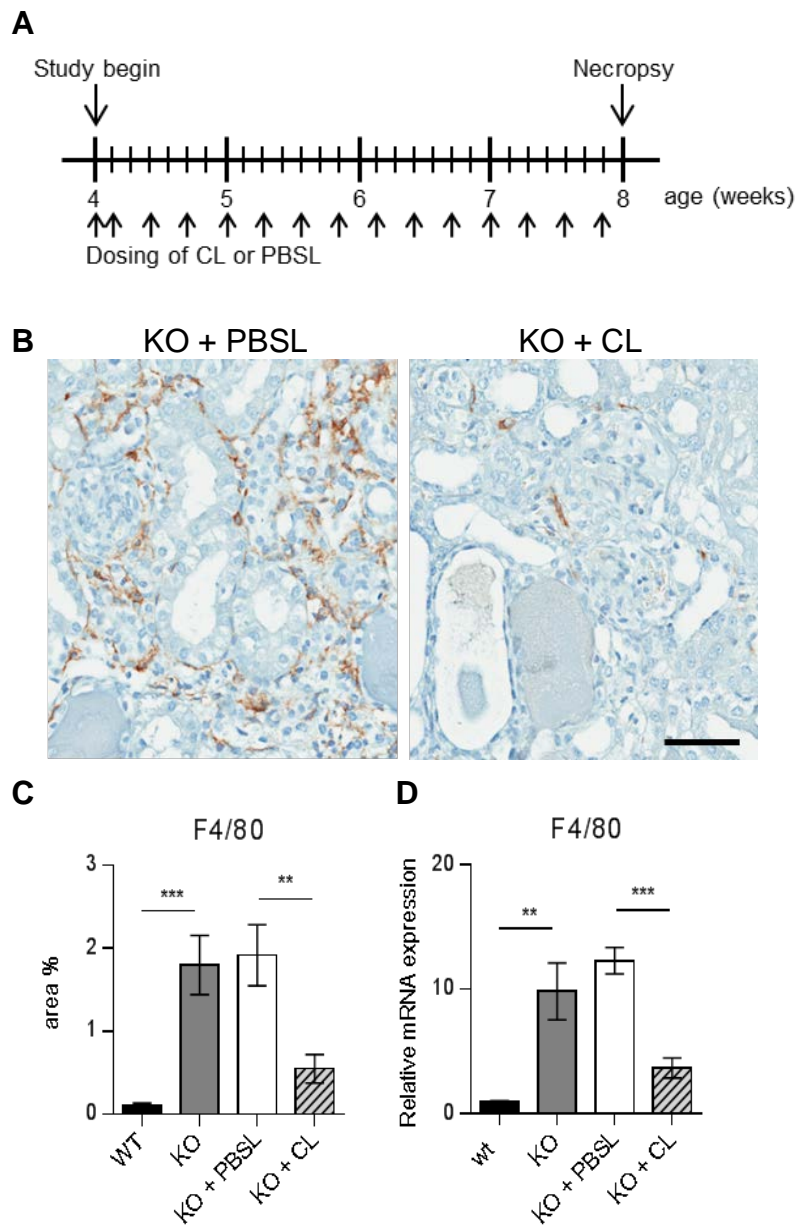 A
Study begin Necropsy
4 5 6 7 8 age (weeks)
Dosing of CL or PBSL
B KO + PBSL KO + CL
C D
F4/80 F4/80
3
2
1
0
area %
***
**
WT
KO
KO + PBSL
KO + CL
20
10
0
Relative mRNA expression
**
***
wt
KO
KO + PBSL
KO + CL